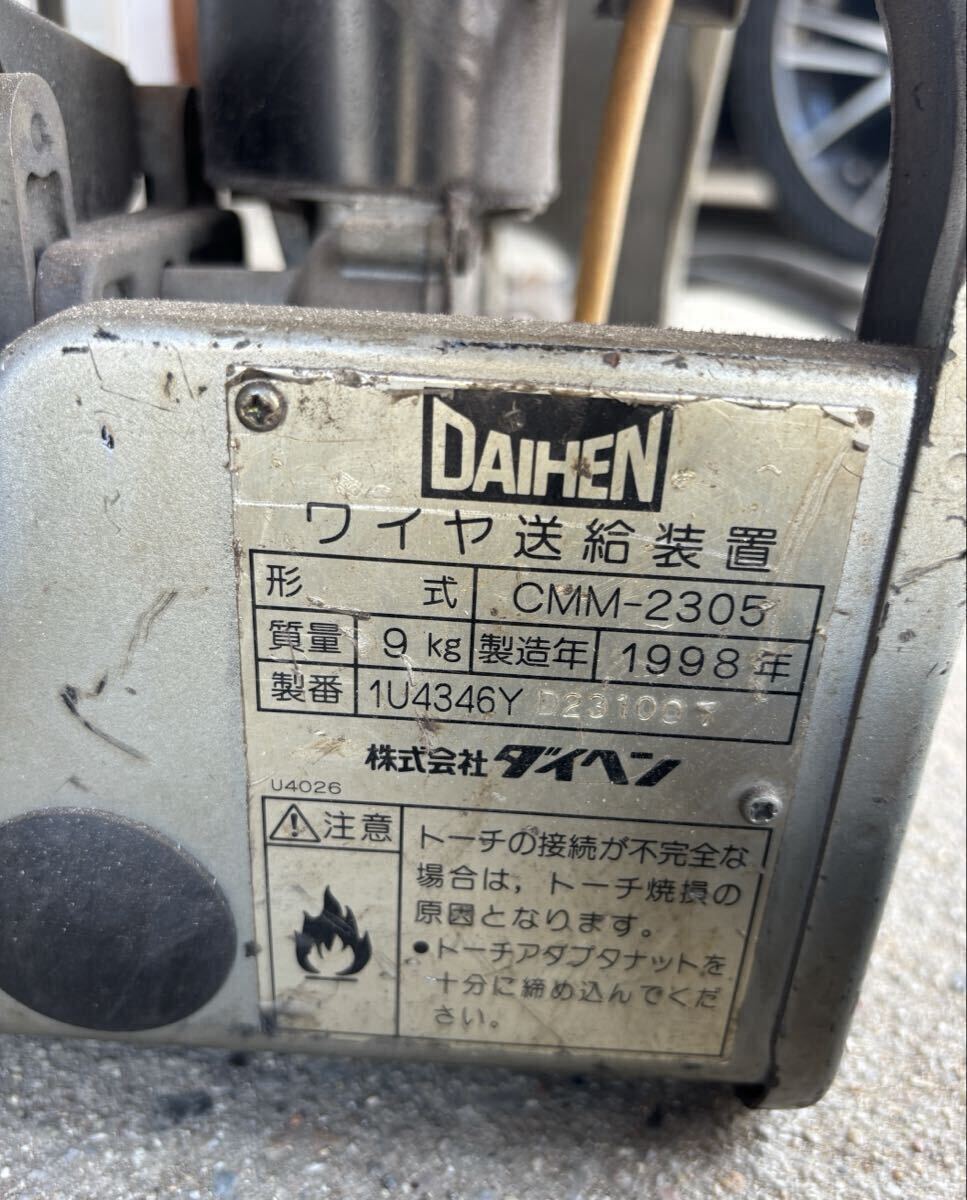 DAIHEN
ワイヤ送給装置
形式 CMM-2305
質量 9 kg 製造年 1998年
製番 1U4346Y
株式会社 ダイヘン
U4026
注意
トーチの接続が不完全な
場合は,トーチ焼損の
原因となります。
●トーチアダプタナットを
十分に締め込んでくだ
さい。